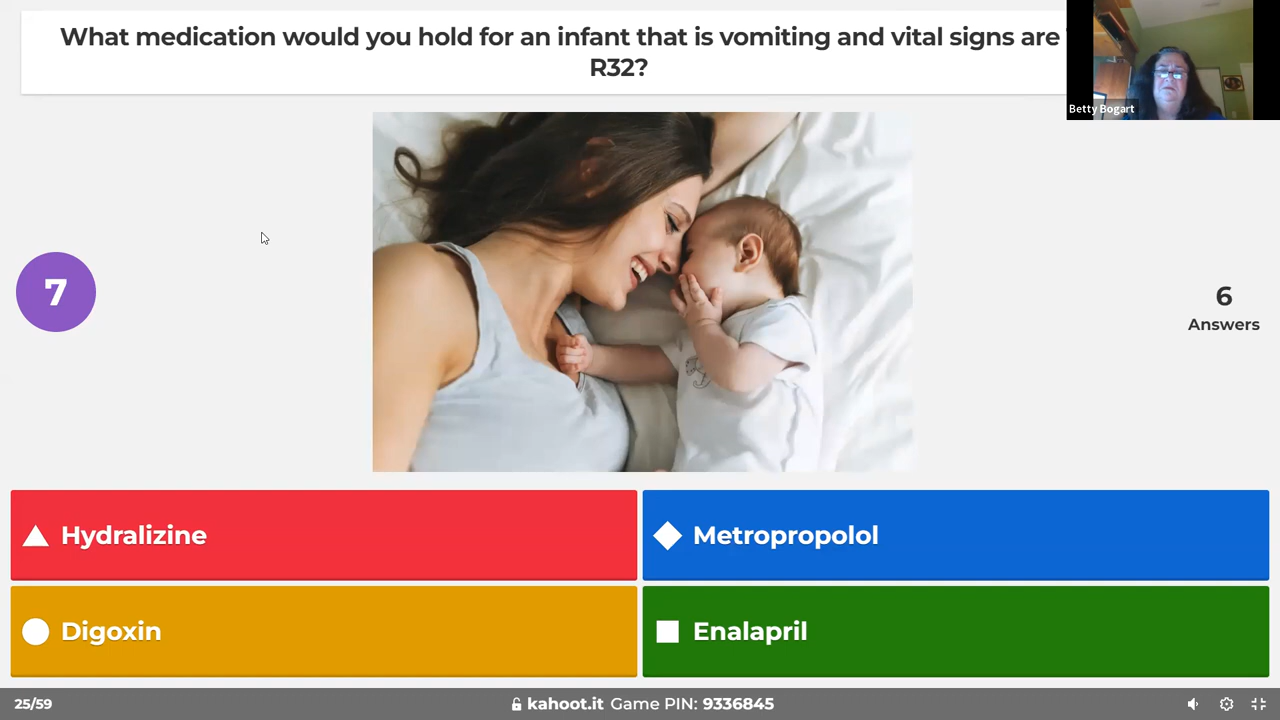 What medication would you hold for an infant that is vomiting and vital signs are
R32?
Betty Bogart
7
6
Answers
Hydralizine
Metropropolol
Digoxin
Enalapril
25/59
kahoot.it Game PIN: 9336845